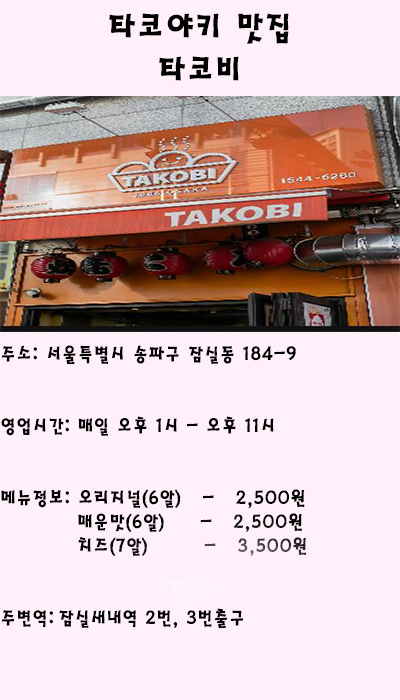 타코야키 맛집
타코비
TAKOBI
1544-6280
TAKOBI
주소: 서울특별시 송파구 잠실동 184-9
영업시간: 매일 오후 1시 - 오후 11시
메뉴정보: 오리지널(6알) - 2,500원
매운맛(6알) - 2,500원
치즈(7알) - 3,500원
주변역: 잠실새내역 2번, 3번출구